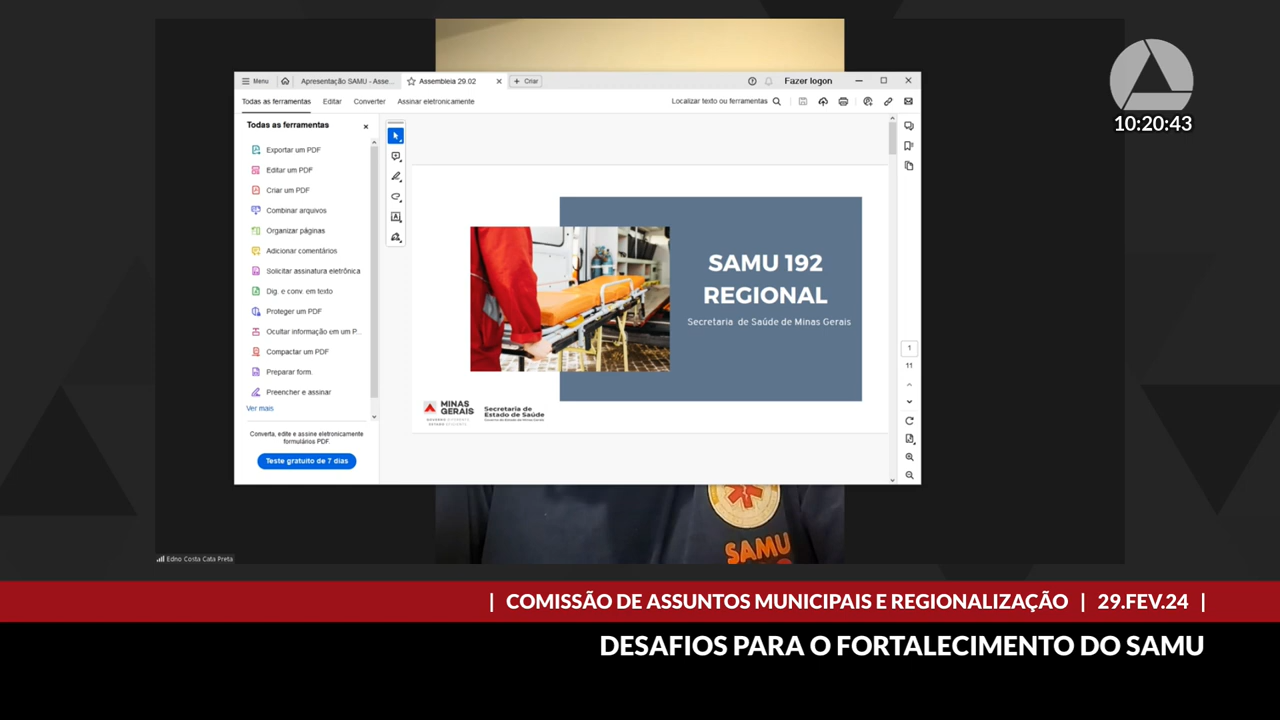 10:20:43
Menu
Apresentação SAMU - Asse...
Assembleia 29 02
Criar
Fazer logon
Todas as ferramentas
Editar
Converter
Assinar eletronicamente
Localizar texto ou ferramentas
Todas as ferramentas
Exportar um PDF
Editar um PDF
Criar um PDF
Combinar arquivos
Organizar páginas
Adicionar comentários
Solicitar assinatura eletrônica
Dig. e conv. em texto
Proteger um PDF
Ocultar informação em um P...
Compactar um PDF
Preparar form.
Preencher e assinar
Ver mais
Converta, edite e assine eletronicamente
formulários PDF.
Teste gratuito de 7 dias
SAMU 192
REGIONAL
Secretaria de Saúde de Minas Gerais
MINAS
GERAIS
Secretaria de
Estado de Saúde
1
11
SAMU
Edno Costa Cata Preta
| COMISSÃO DE ASSUNTOS MUNICIPAIS E REGIONALIZAÇÃO | 29.FEV.24 |
DESAFIOS PARA O FORTALECIMENTO DO SAMU